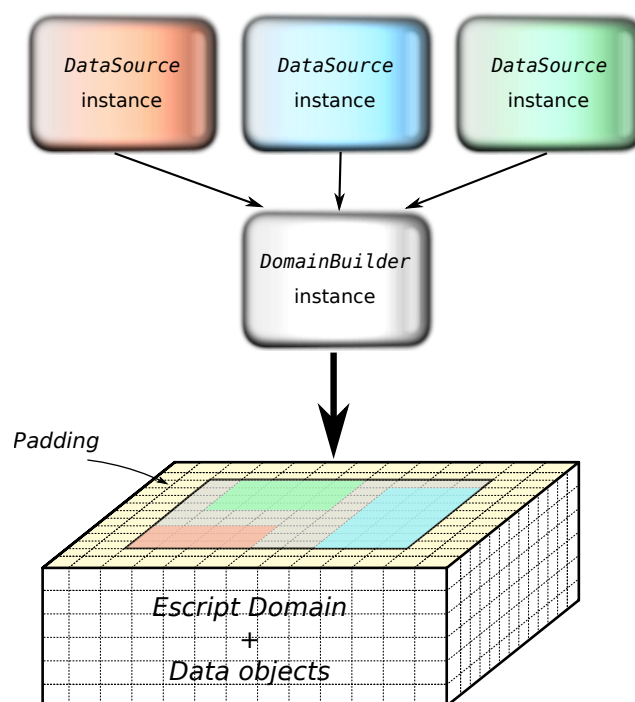 DataSource
instance
DataSource
instance
DataSource
instance
DomainBuilder
instance
Padding
Escript Domain
+
Data objects